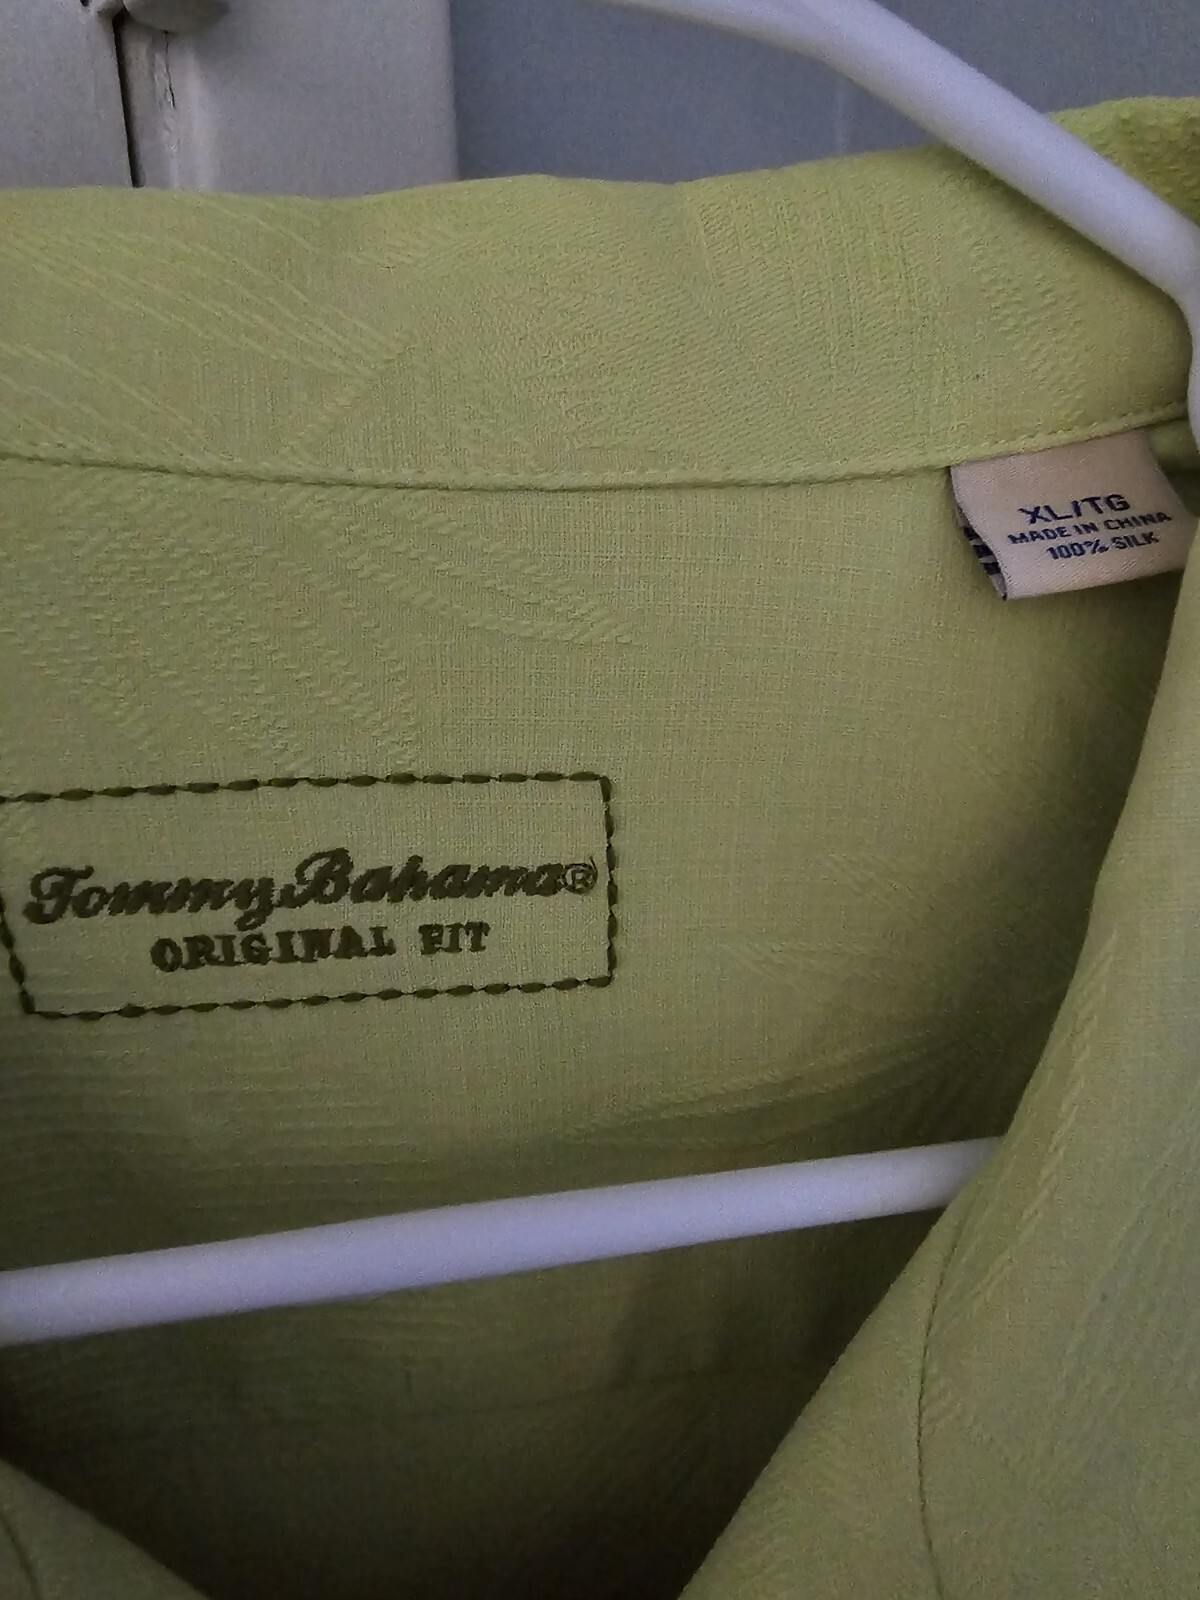 XL/TG
MADE IN CHINA
100% SILK
Tommy Bahama®
ORIGINAL FIT